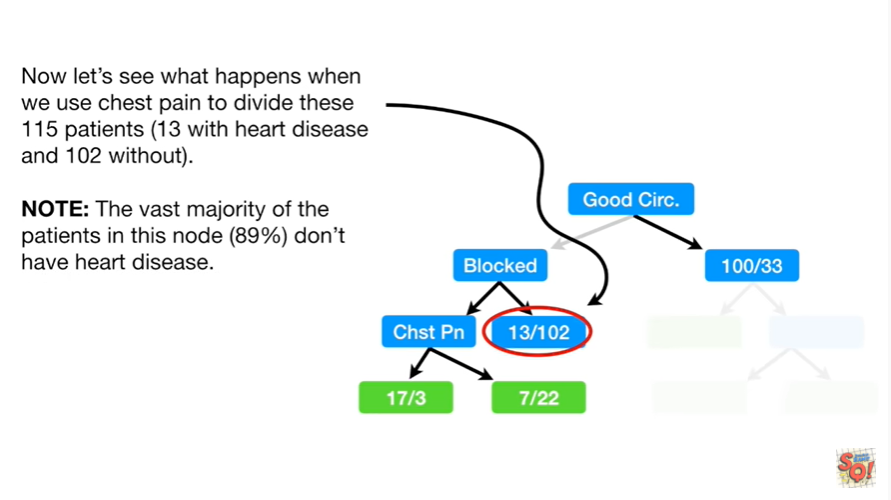 Now let's see what happens when
we use chest pain to divide these
115 patients (13 with heart disease
and 102 without).
NOTE: The vast majority of the
patients in this node (89%) don't
have heart disease.
Good Circ.
Blocked
100/33
Chst Pn
13/102
17/3
7/22
SQ!